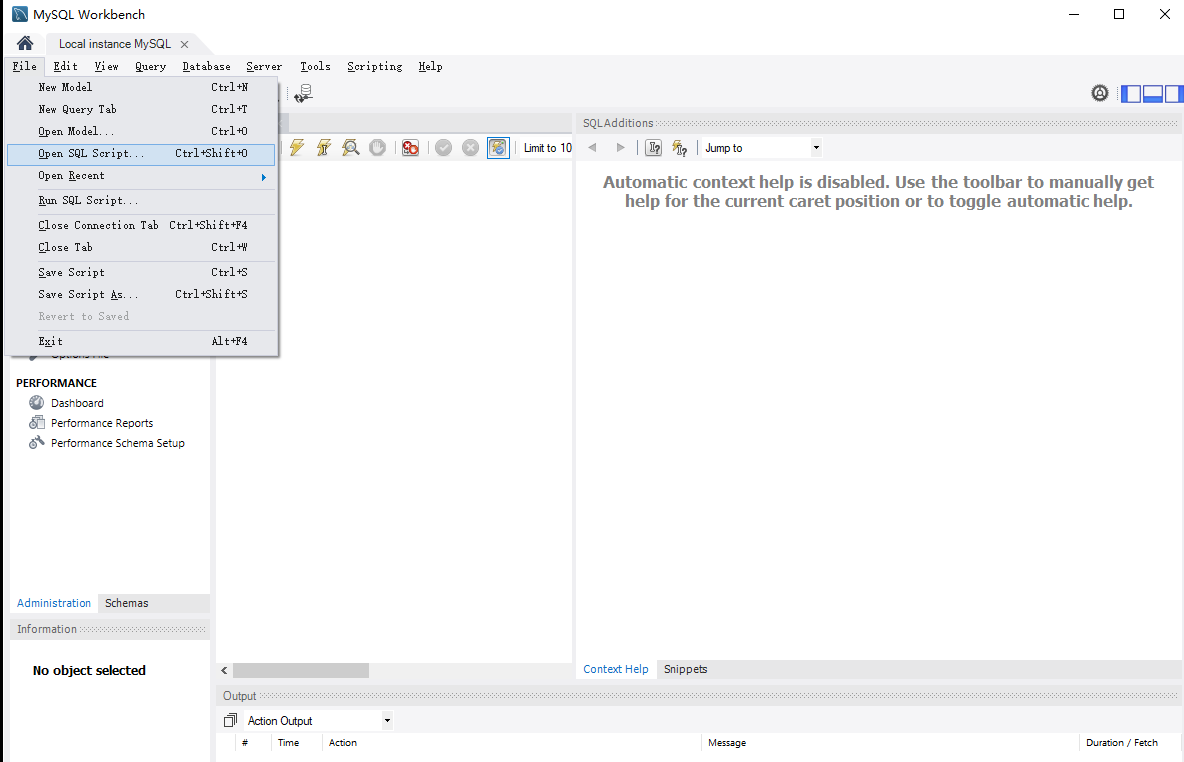 MySQL Workbench
Local instance MySQL
File Edit View Query Database Server Tools Scripting Help
New Model Ctrl+N
New Query Tab Ctrl+T
Open Model... Ctrl+O
Open SQL Script... Ctrl+Shift+O
Open Recent
Run SQL Script...
Close Connection Tab Ctrl+Shift+F4
Close Tab Ctrl+W
Save Script Ctrl+S
Save Script As... Ctrl+Shift+S
Revert to Saved
Exit Alt+F4
Limit to 10
SQLAdditions
Jump to
Automatic context help is disabled. Use the toolbar to manually get
help for the current caret position or to toggle automatic help.
Options File
PERFORMANCE
Dashboard
Performance Reports
Performance Schema Setup
Administration Schemas
Information
No object selected
Context Help Snippets
Output
Action Output
# Time Action Message Duration / Fetch